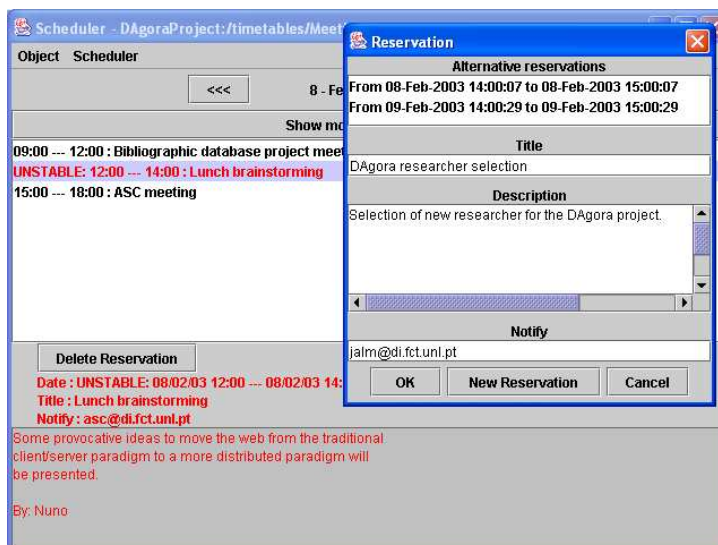 Scheduler - DAgoraProject:/timetables/Meet
Object Scheduler
<<<
8 - Fe
Show mo
09:00 --- 12:00 : Bibliographic database project meet
UNSTABLE: 12:00 --- 14:00 : Lunch brainstorming
15:00 --- 18:00 : ASC meeting
Delete Reservation
Date : UNSTABLE: 08/02/03 12:00 --- 08/02/03 14:
Title : Lunch brainstorming
Notify : asc@di.fct.unl.pt
Some provocative ideas to move the web from the traditional
client/server paradigm to a more distributed paradigm will
be presented.
By: Nuno
Reservation
Alternative reservations
From 08-Feb-2003 14:00:07 to 08-Feb-2003 15:00:07
From 09-Feb-2003 14:00:29 to 09-Feb-2003 15:00:29
Title
DAgora researcher selection
Description
Selection of new researcher for the DAgora project.
Notify
jalm@di.fct.unl.pt
OK New Reservation Cancel